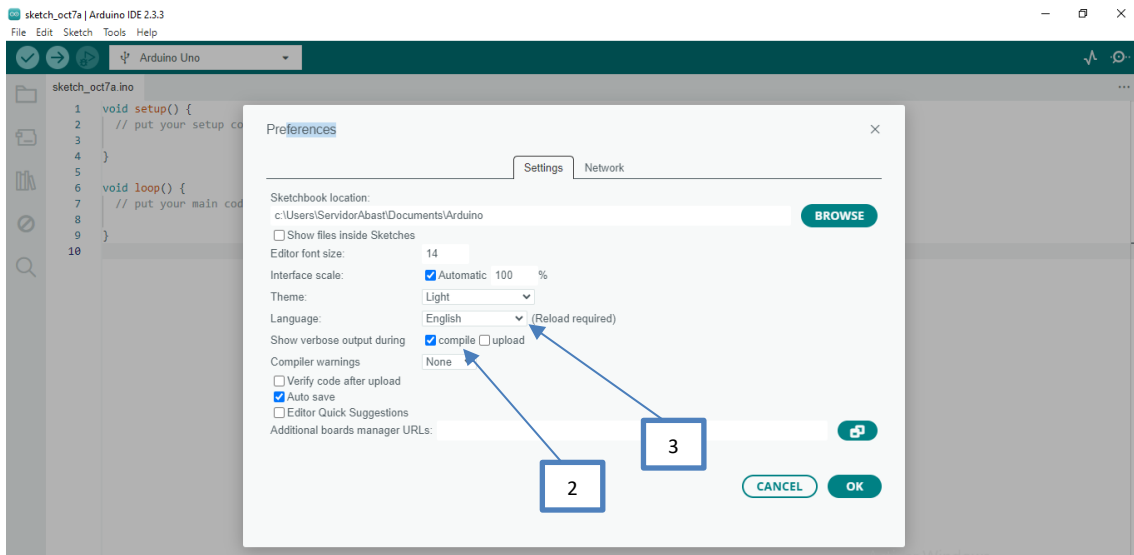 sketch_oct7a | Arduino IDE 2.3.3
File Edit Sketch Tools Help
Arduino Uno
sketch_oct7a.ino
1 void setup() {
2 // put your setup co
3
4 }
5
6 void loop() {
7 // put your main cod
8
9 }
10
Preferences
Settings Network
Sketchbook location:
c:\Users\ServidorAbast\Documents\Arduino BROWSE
Show files inside Sketches
Editor font size: 14
Interface scale: Automatic 100 %
Theme: Light
Language: English (Reload required)
Show verbose output during compile upload
Compiler warnings None
Verify code after upload
Auto save
Editor Quick Suggestions
Additional boards manager URLs:
3
2
CANCEL OK